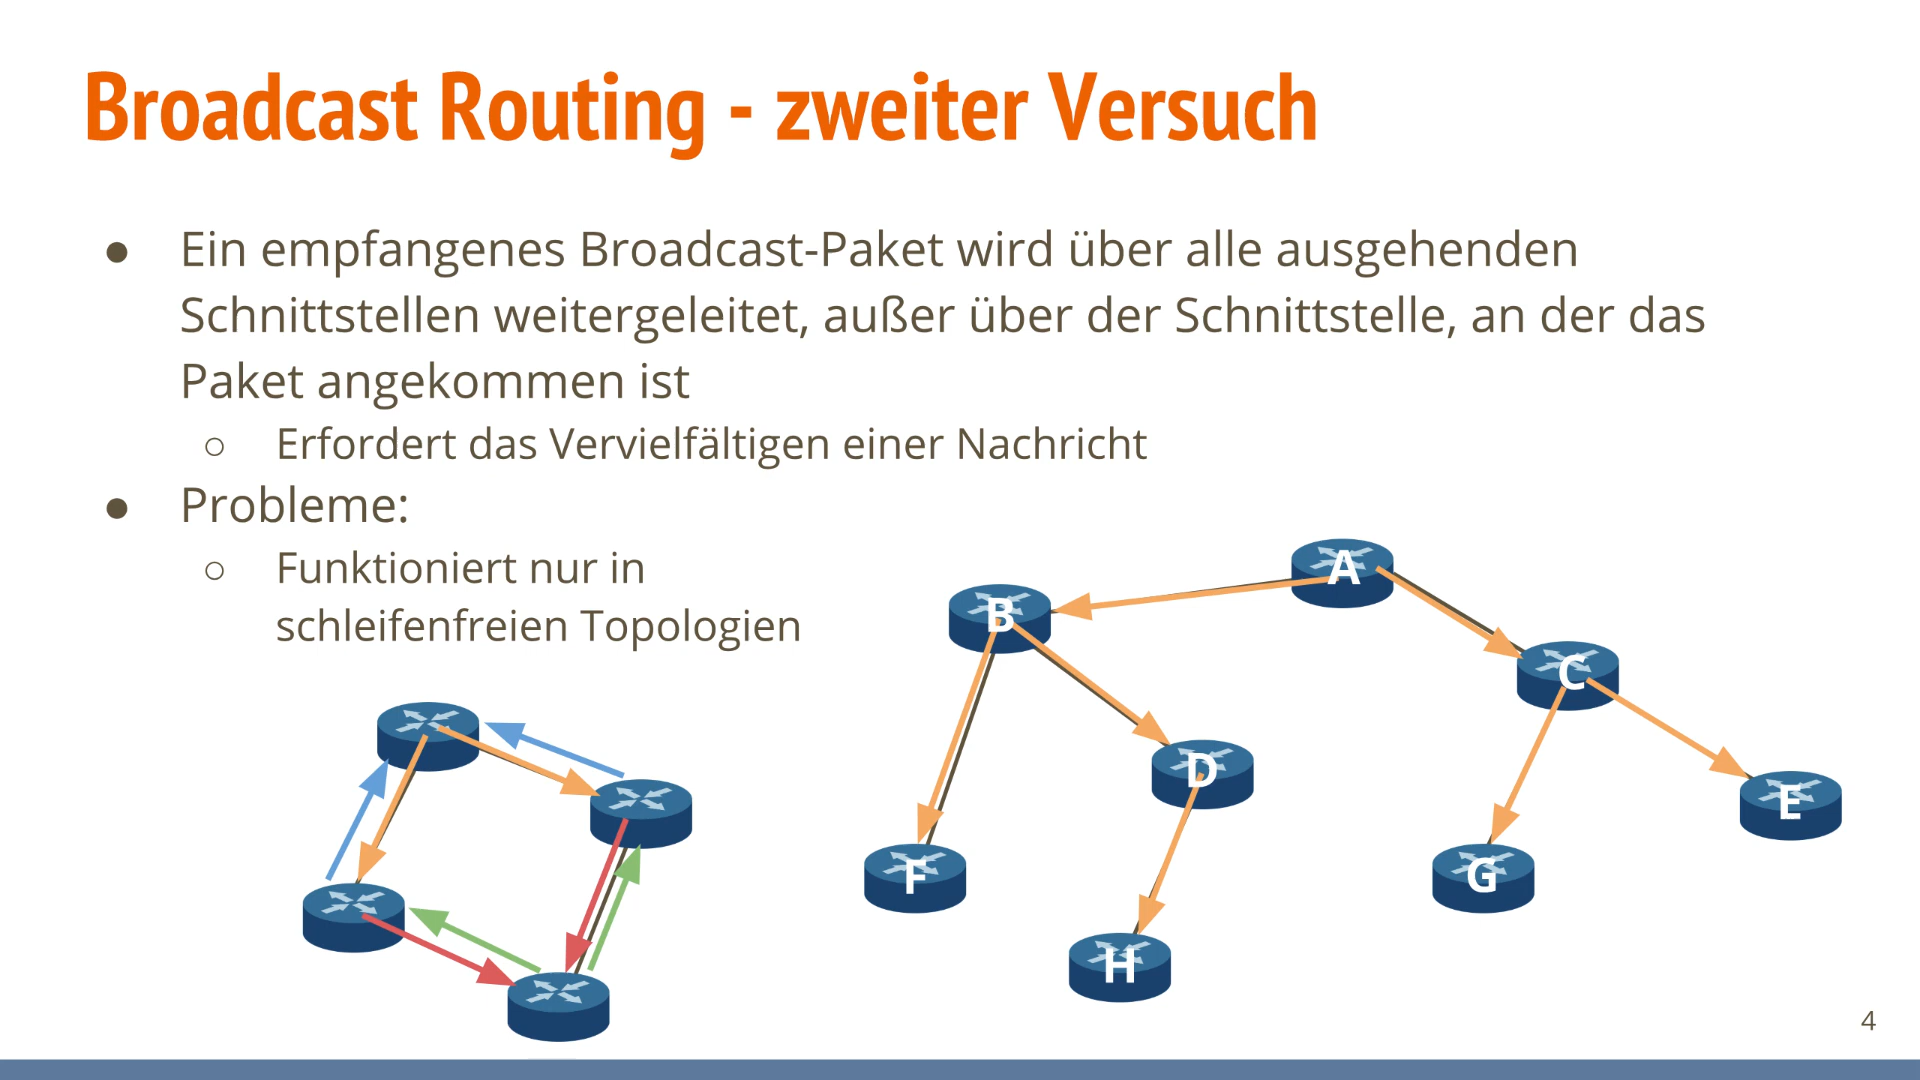 Broadcast Routing - zweiter Versuch
● Ein empfangenes Broadcast-Paket wird über alle ausgehenden
Schnittstellen weitergeleitet, außer über der Schnittstelle, an der das
Paket angekommen ist
○ Erfordert das Vervielfältigen einer Nachricht
● Probleme:
○ Funktioniert nur in
schleifenfreien Topologien
A
B
C
D
E
F
G
H
4